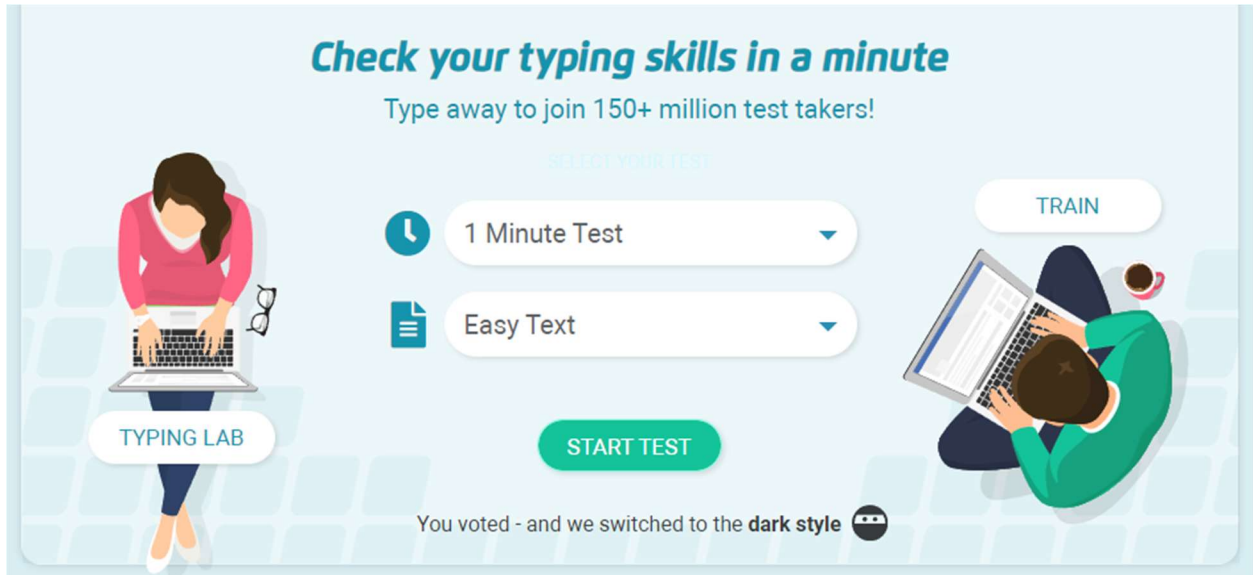 Check your typing skills in a minute
Type away to join 150+ million test takers!
SELECT YOUR TEST
TRAIN
1 Minute Test
Easy Text
TYPING LAB
START TEST
You voted - and we switched to the dark style